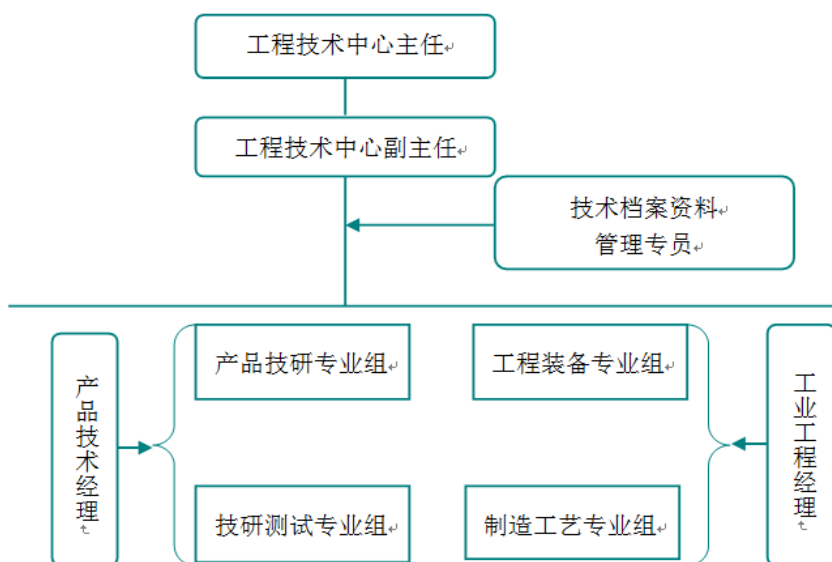 工程技术中心主任
工程技术中心副主任
技术档案资料
管理专员
产品技术经理
产品技研专业组
工程装备专业组
工业工程经理
技研测试专业组
制造工艺专业组